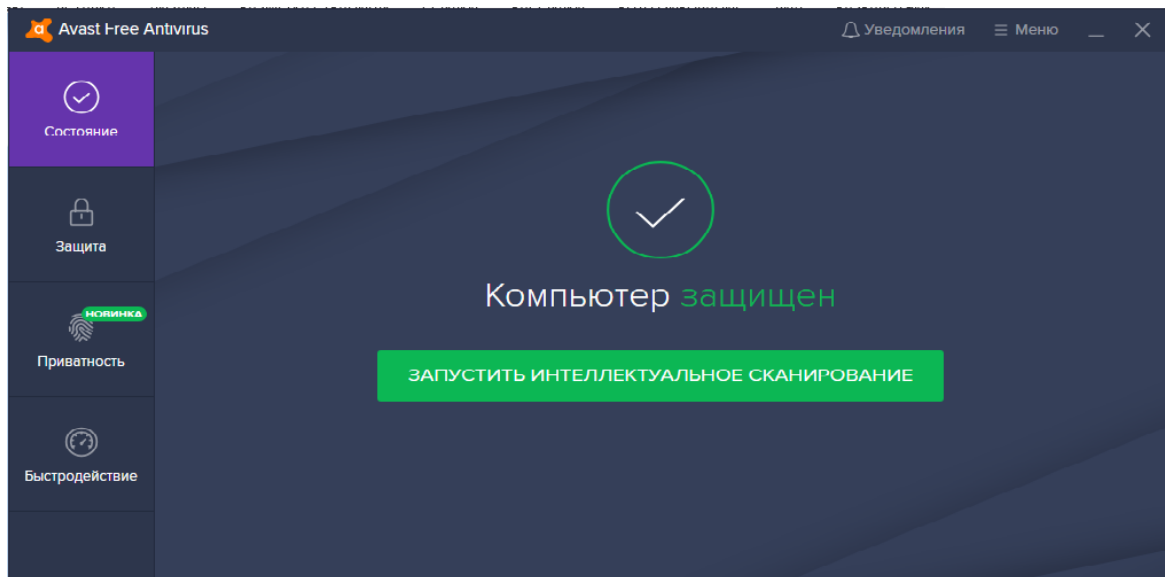 Avast Free Antivirus
Уведомления
Меню
Состояние
Защита
НОВИНКА
Приватность
Быстродействие
Компьютер защищен
ЗАПУСТИТЬ ИНТЕЛЛЕКТУАЛЬНОЕ СКАНИРОВАНИЕ